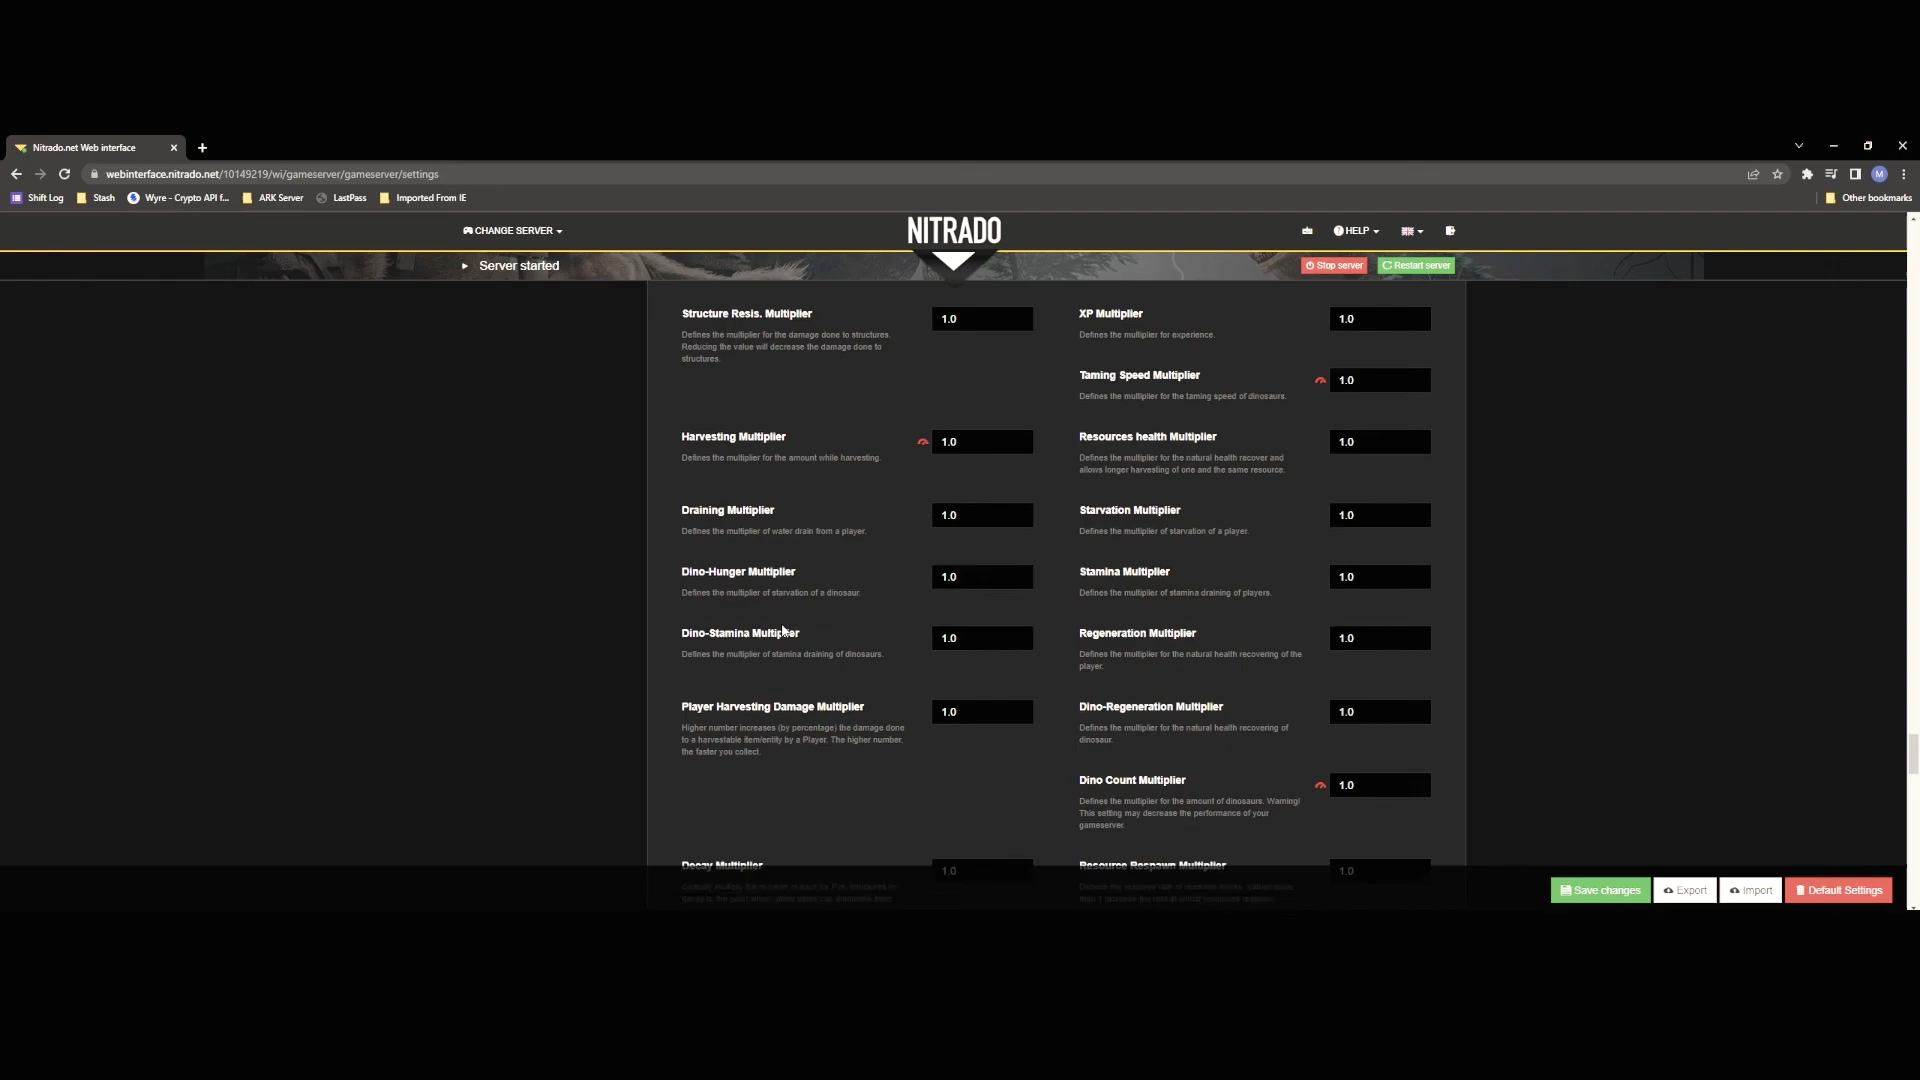 Nitrado.net Web interface
webinterface.nitrado.net/10149219/wi/gameserver/gameserver/settings
M
Shift Log
Stash
Wyre - Crypto API f...
ARK Server
LastPass
Imported From IE
Other bookmarks
CHANGE SERVER
NITRADO
HELP
Server started
Stop server
Restart server
Structure Resis. Multiplier
1.0
Defines the multiplier for the damage done to structures.
Reducing the value will decrease the damage done to
structures.
XP Multiplier
1.0
Defines the multiplier for experience.
Taming Speed Multiplier
1.0
Defines the multiplier for the taming speed of dinosaurs.
Harvesting Multiplier
1.0
Defines the multiplier for the amount while harvesting.
Resources health Multiplier
1.0
Defines the multiplier for the natural health recover and
allows longer harvesting of one and the same resource.
Draining Multiplier
1.0
Defines the multiplier of water drain from a player.
Starvation Multiplier
1.0
Defines the multiplier of starvation of a player.
Dino-Hunger Multiplier
1.0
Defines the multiplier of starvation of a dinosaur.
Stamina Multiplier
1.0
Defines the multiplier of stamina draining of players.
Dino-Stamina Multiplier
1.0
Defines the multiplier of stamina draining of dinosaurs.
Regeneration Multiplier
1.0
Defines the multiplier for the natural health recovering of the
player.
Player Harvesting Damage Multiplier
1.0
Higher number increases (by percentage) the damage done
to a harvestable item/entity by a Player. The higher number,
the faster you collect.
Dino-Regeneration Multiplier
1.0
Defines the multiplier for the natural health recovering of
dinosaur.
Dino Count Multiplier
1.0
Defines the multiplier for the amount of dinosaurs. Warning!
This setting may decrease the performance of your
gameserver.
Decay Multiplier
1.0
Resource Respawn Multiplier
1.0
Save changes
Export
Import
Default Settings